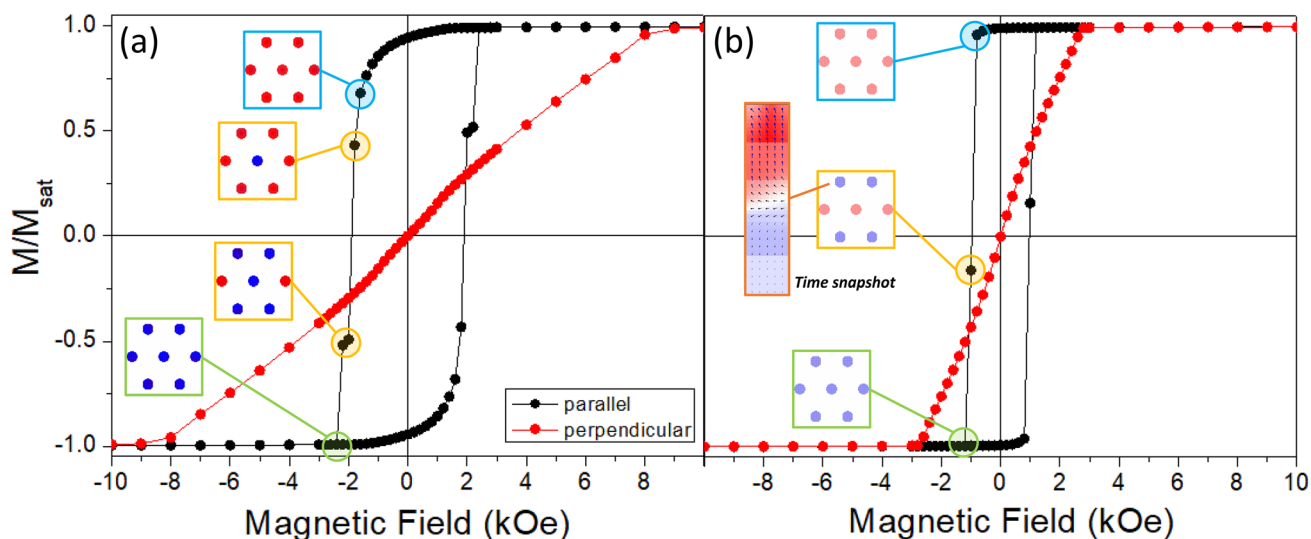 (a)
(b)
1.0
0.5
0.0
-0.5
-1.0
M/M_sat
Time snapshot
parallel
perpendicular
-10 -8 -6 -4 -2 0 2 4 6 8
-8 -6 -4 -2 0 2 4 6 8 10
Magnetic Field (kOe)
Magnetic Field (kOe)